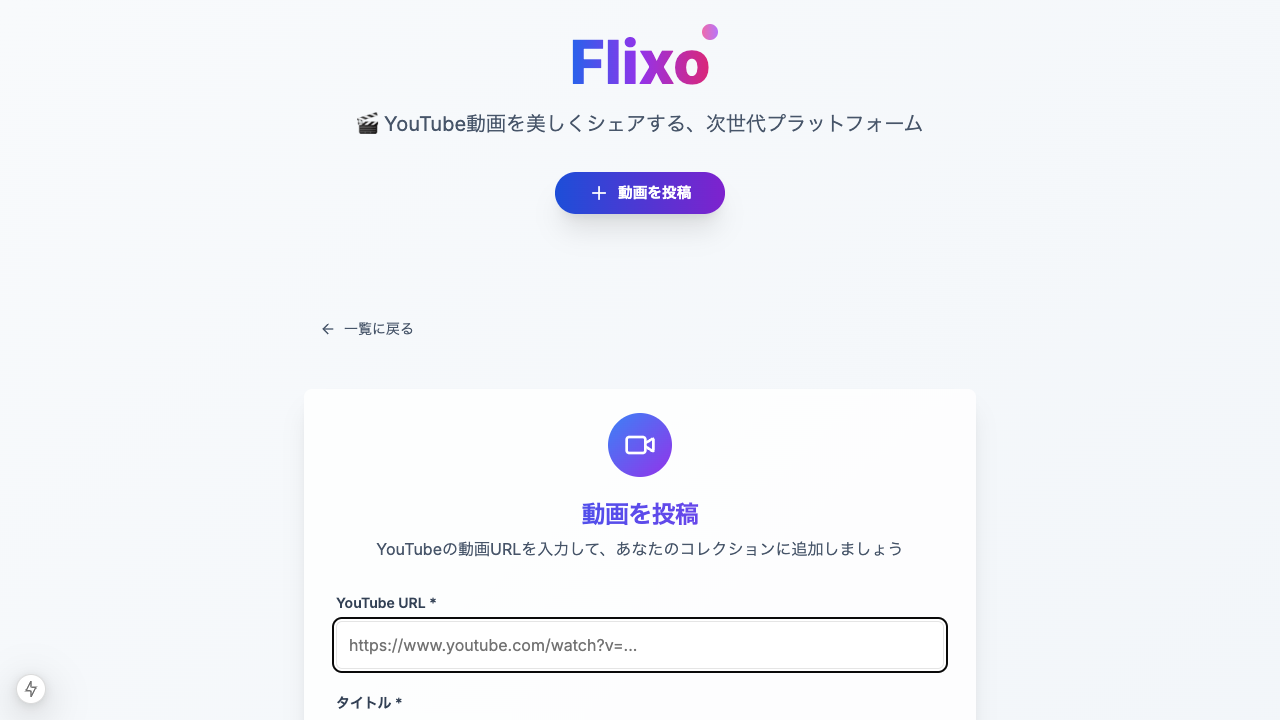 Flixo
🎬 YouTube動画を美しくシェアする、次世代プラットフォーム
動画を投稿
一覧に戻る
動画を投稿
YouTubeの動画URLを入力して、あなたのコレクションに追加しましょう
YouTube URL *
https://www.youtube.com/watch?v=...
タイトル *